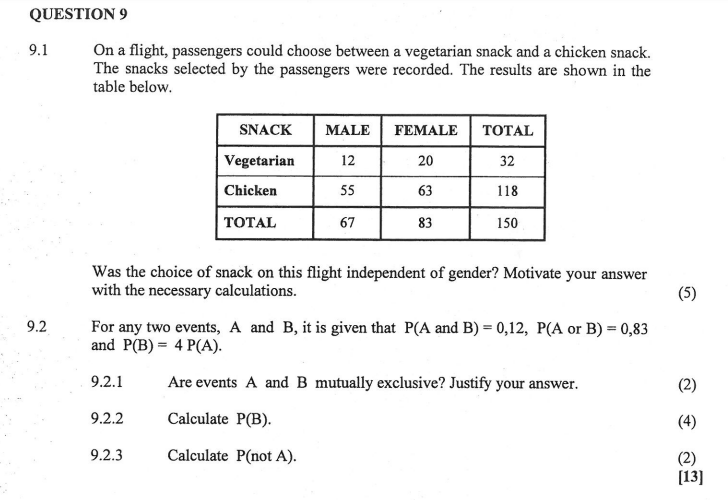 QUESTION 9
9.1 On a flight, passengers could choose between a vegetarian snack and a chicken snack.
The snacks selected by the passengers were recorded. The results are shown in the
table below.
SNACK MALE FEMALE TOTAL
Vegetarian 12 20 32
Chicken 55 63 118
TOTAL 67 83 150
Was the choice of snack on this flight independent of gender? Motivate your answer
with the necessary calculations. (5)
9.2 For any two events, A and B, it is given that P(A and B) = 0,12, P(A or B) = 0,83
and P(B) = 4 P(A).
9.2.1 Are events A and B mutually exclusive? Justify your answer. (2)
9.2.2 Calculate P(B). (4)
9.2.3 Calculate P(not A). (2)
[13]